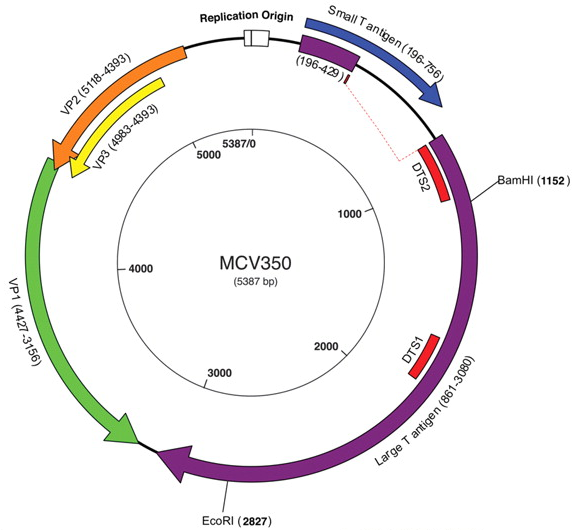 Replication Origin
Small T antigen (196-756)
(196-429)
VP2 (5118-4393)
VP3 (4983-4393)
5387/0
5000
DTS2
BamHI (1152)
1000
4000
MCV350
(5387 bp)
VP1 (4427-3156)
2000
DTS1
3000
Large T antigen (861-3080)
EcoRI (2827)